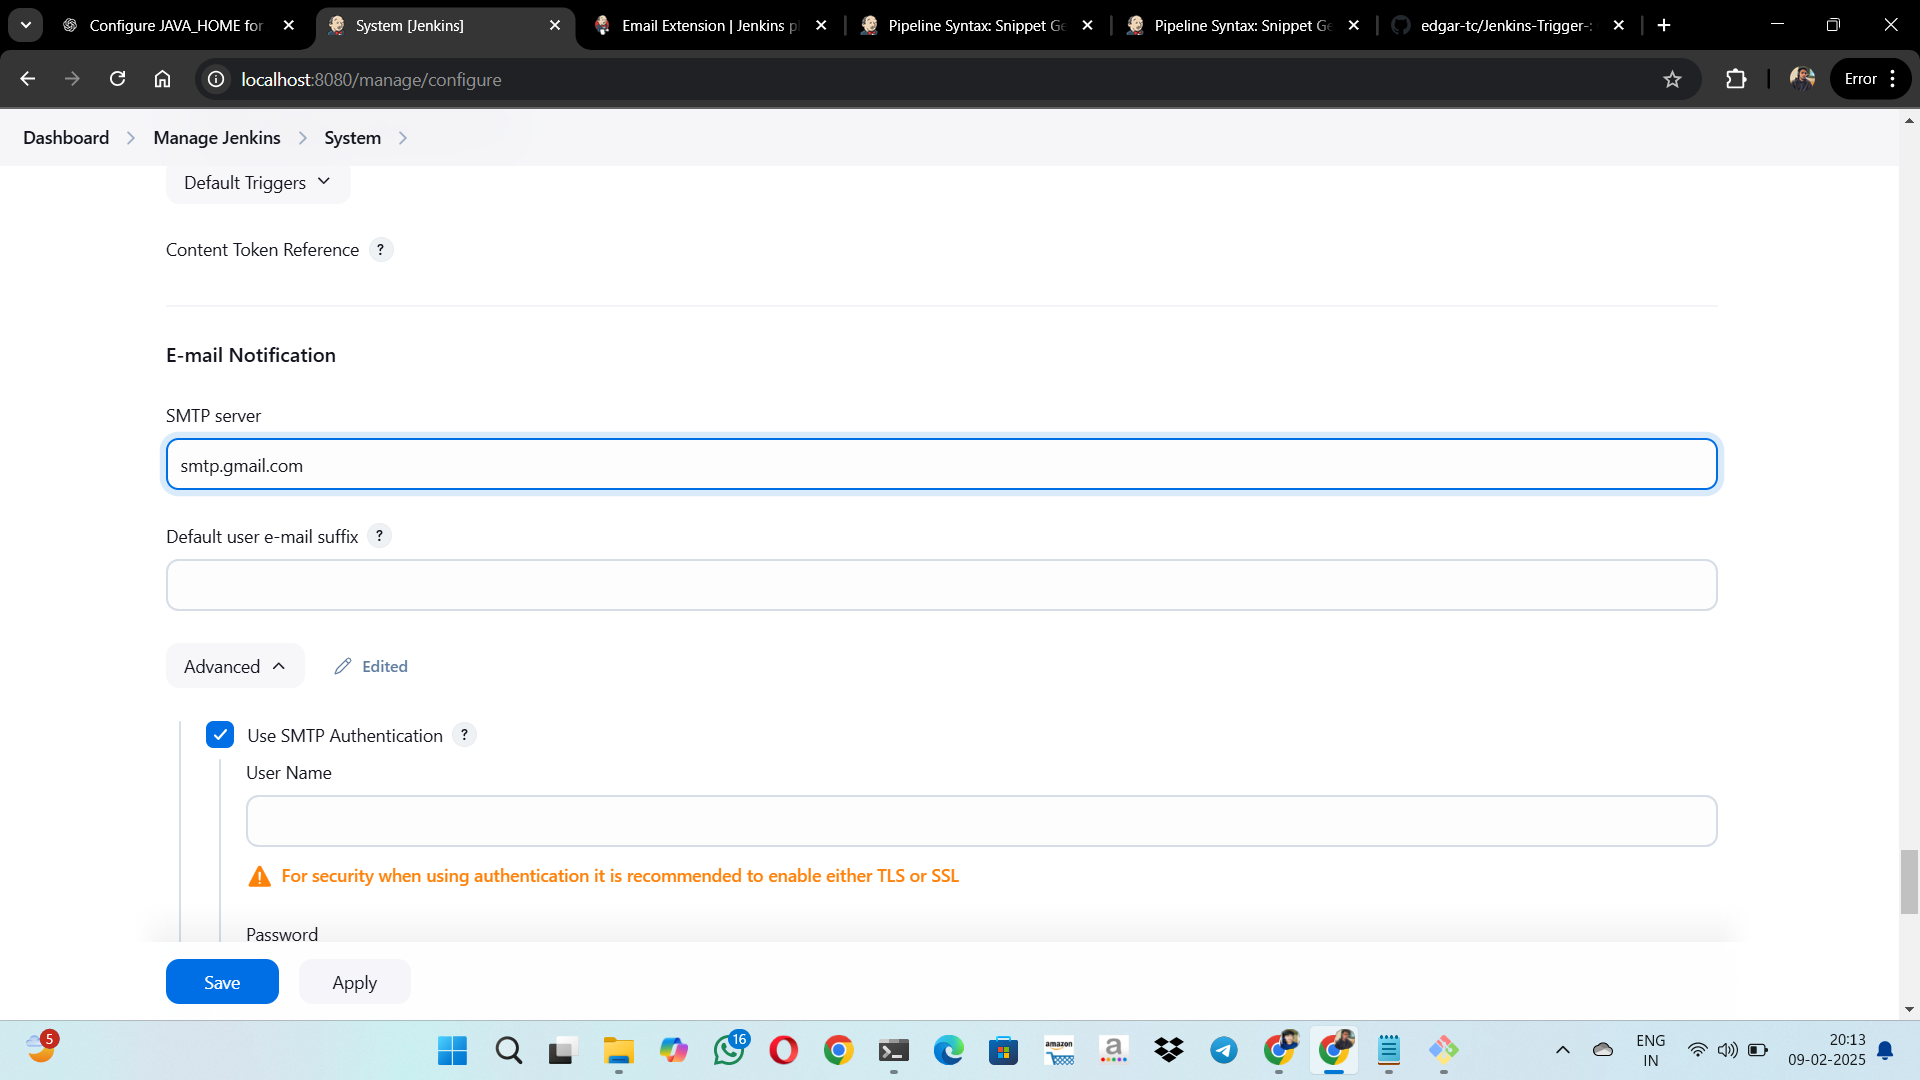 Configure JAVA_HOME for
System [Jenkins]
Email Extension | Jenkins pl
Pipeline Syntax: Snippet Ge
Pipeline Syntax: Snippet Ge
edgar-tc/Jenkins-Trigger-
localhost:8080/manage/configure
Error
Dashboard
Manage Jenkins
System
Default Triggers
Content Token Reference ?
E-mail Notification
SMTP server
smtp.gmail.com
Default user e-mail suffix ?
Advanced
Edited
Use SMTP Authentication ?
User Name
For security when using authentication it is recommended to enable either TLS or SSL
Password
Save
Apply
5
16
amazon
a
ENG
IN
20:13
09-02-2025